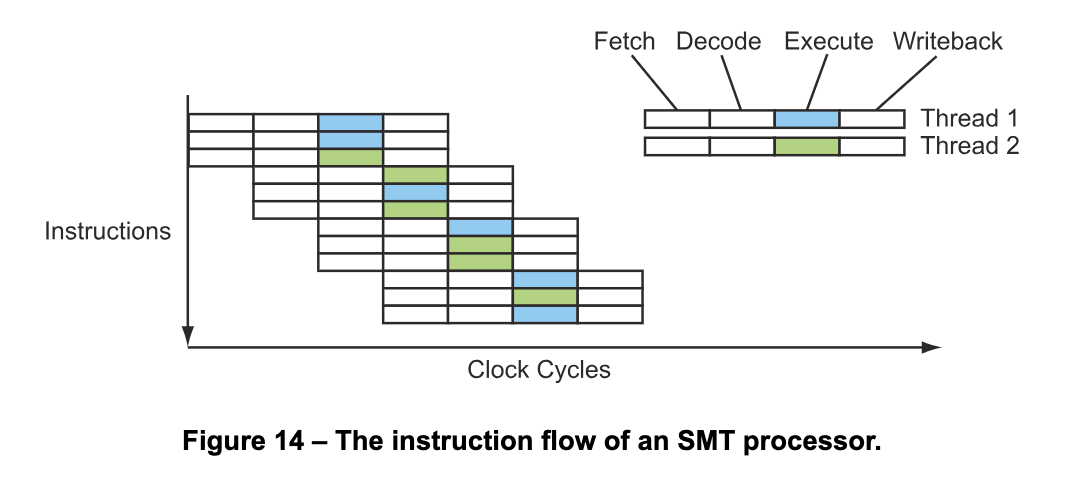 Fetch Decode Execute Writeback
Thread 1
Thread 2
Instructions
Clock Cycles
Figure 14 – The instruction flow of an SMT processor.